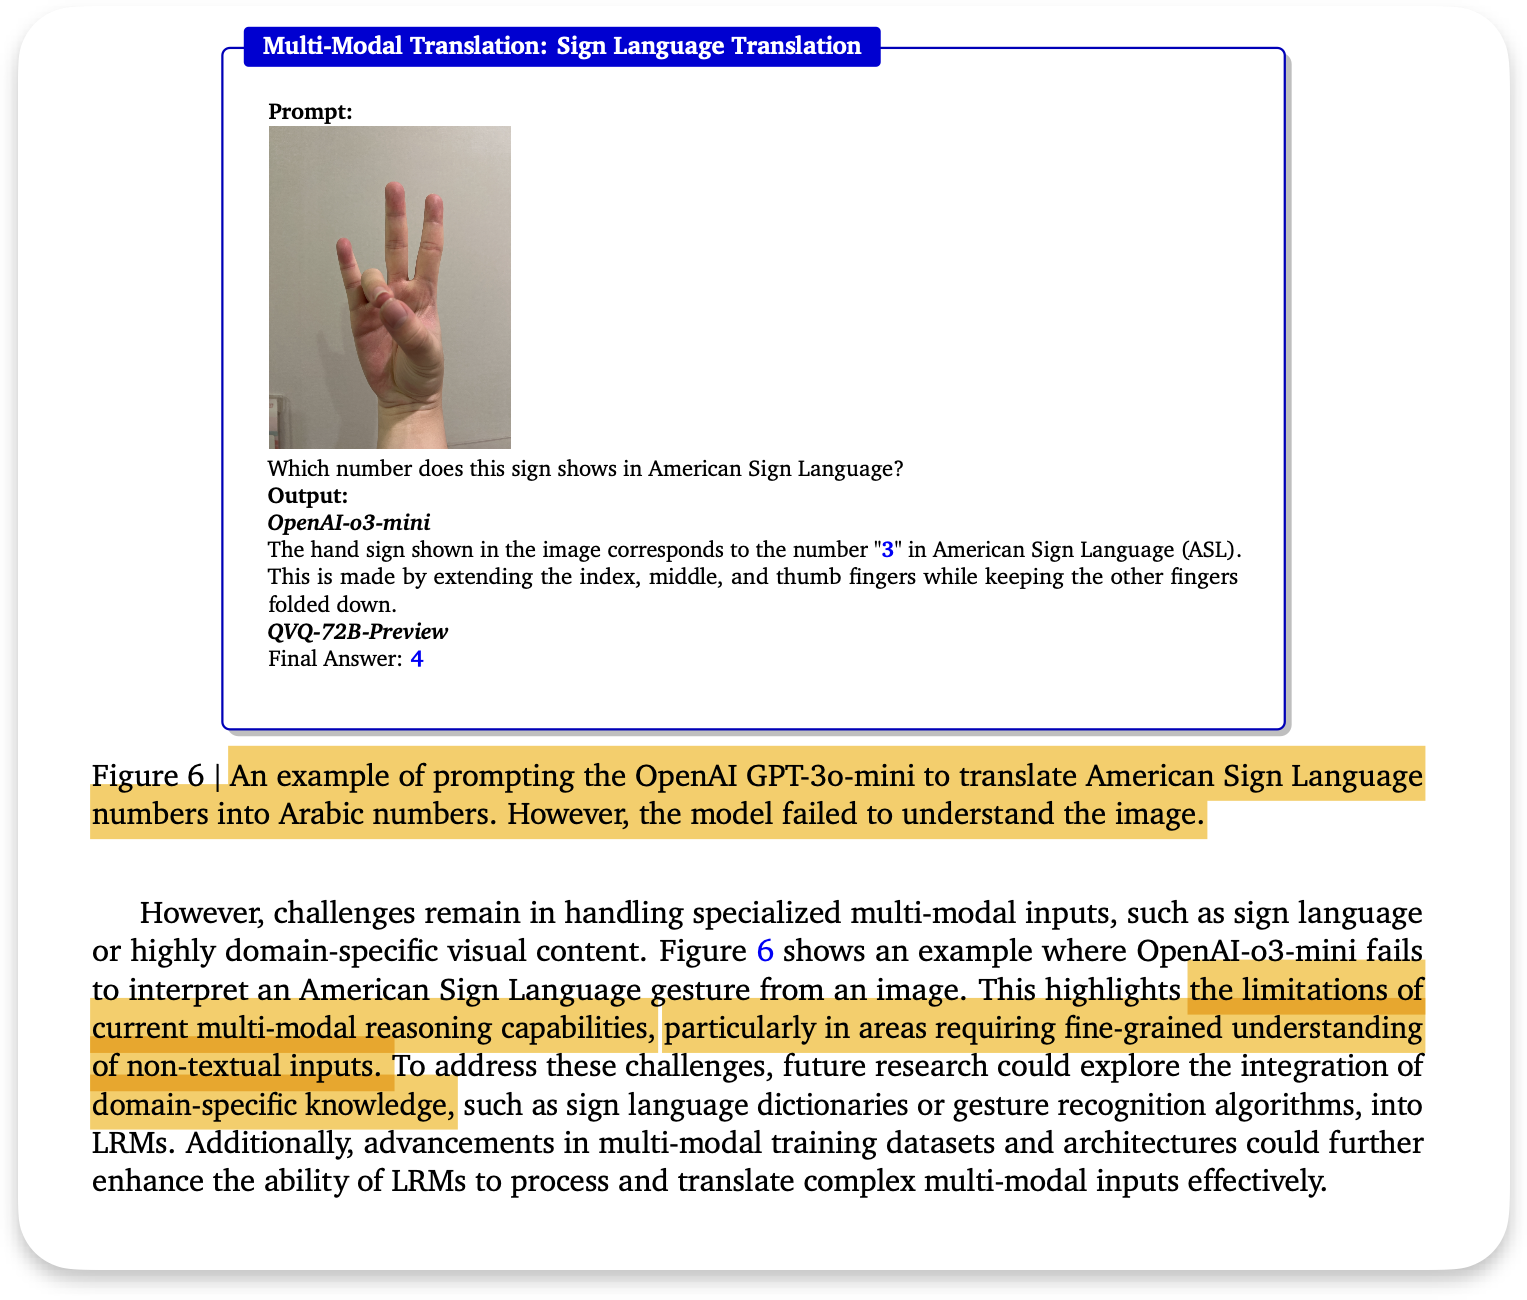 Multi-Modal Translation: Sign Language Translation
Prompt:
Which number does this sign shows in American Sign Language?
Output:
OpenAI-o3-mini
The hand sign shown in the image corresponds to the number "3" in American Sign Language (ASL).
This is made by extending the index, middle, and thumb fingers while keeping the other fingers
folded down.
QVQ-72B-Preview
Final Answer: 4
Figure 6 | An example of prompting the OpenAI GPT-3o-mini to translate American Sign Language
numbers into Arabic numbers. However, the model failed to understand the image.
However, challenges remain in handling specialized multi-modal inputs, such as sign language
or highly domain-specific visual content. Figure 6 shows an example where OpenAI-o3-mini fails
to interpret an American Sign Language gesture from an image. This highlights the limitations of
current multi-modal reasoning capabilities, particularly in areas requiring fine-grained understanding
of non-textual inputs. To address these challenges, future research could explore the integration of
domain-specific knowledge, such as sign language dictionaries or gesture recognition algorithms, into
LRMs. Additionally, advancements in multi-modal training datasets and architectures could further
enhance the ability of LRMs to process and translate complex multi-modal inputs effectively.